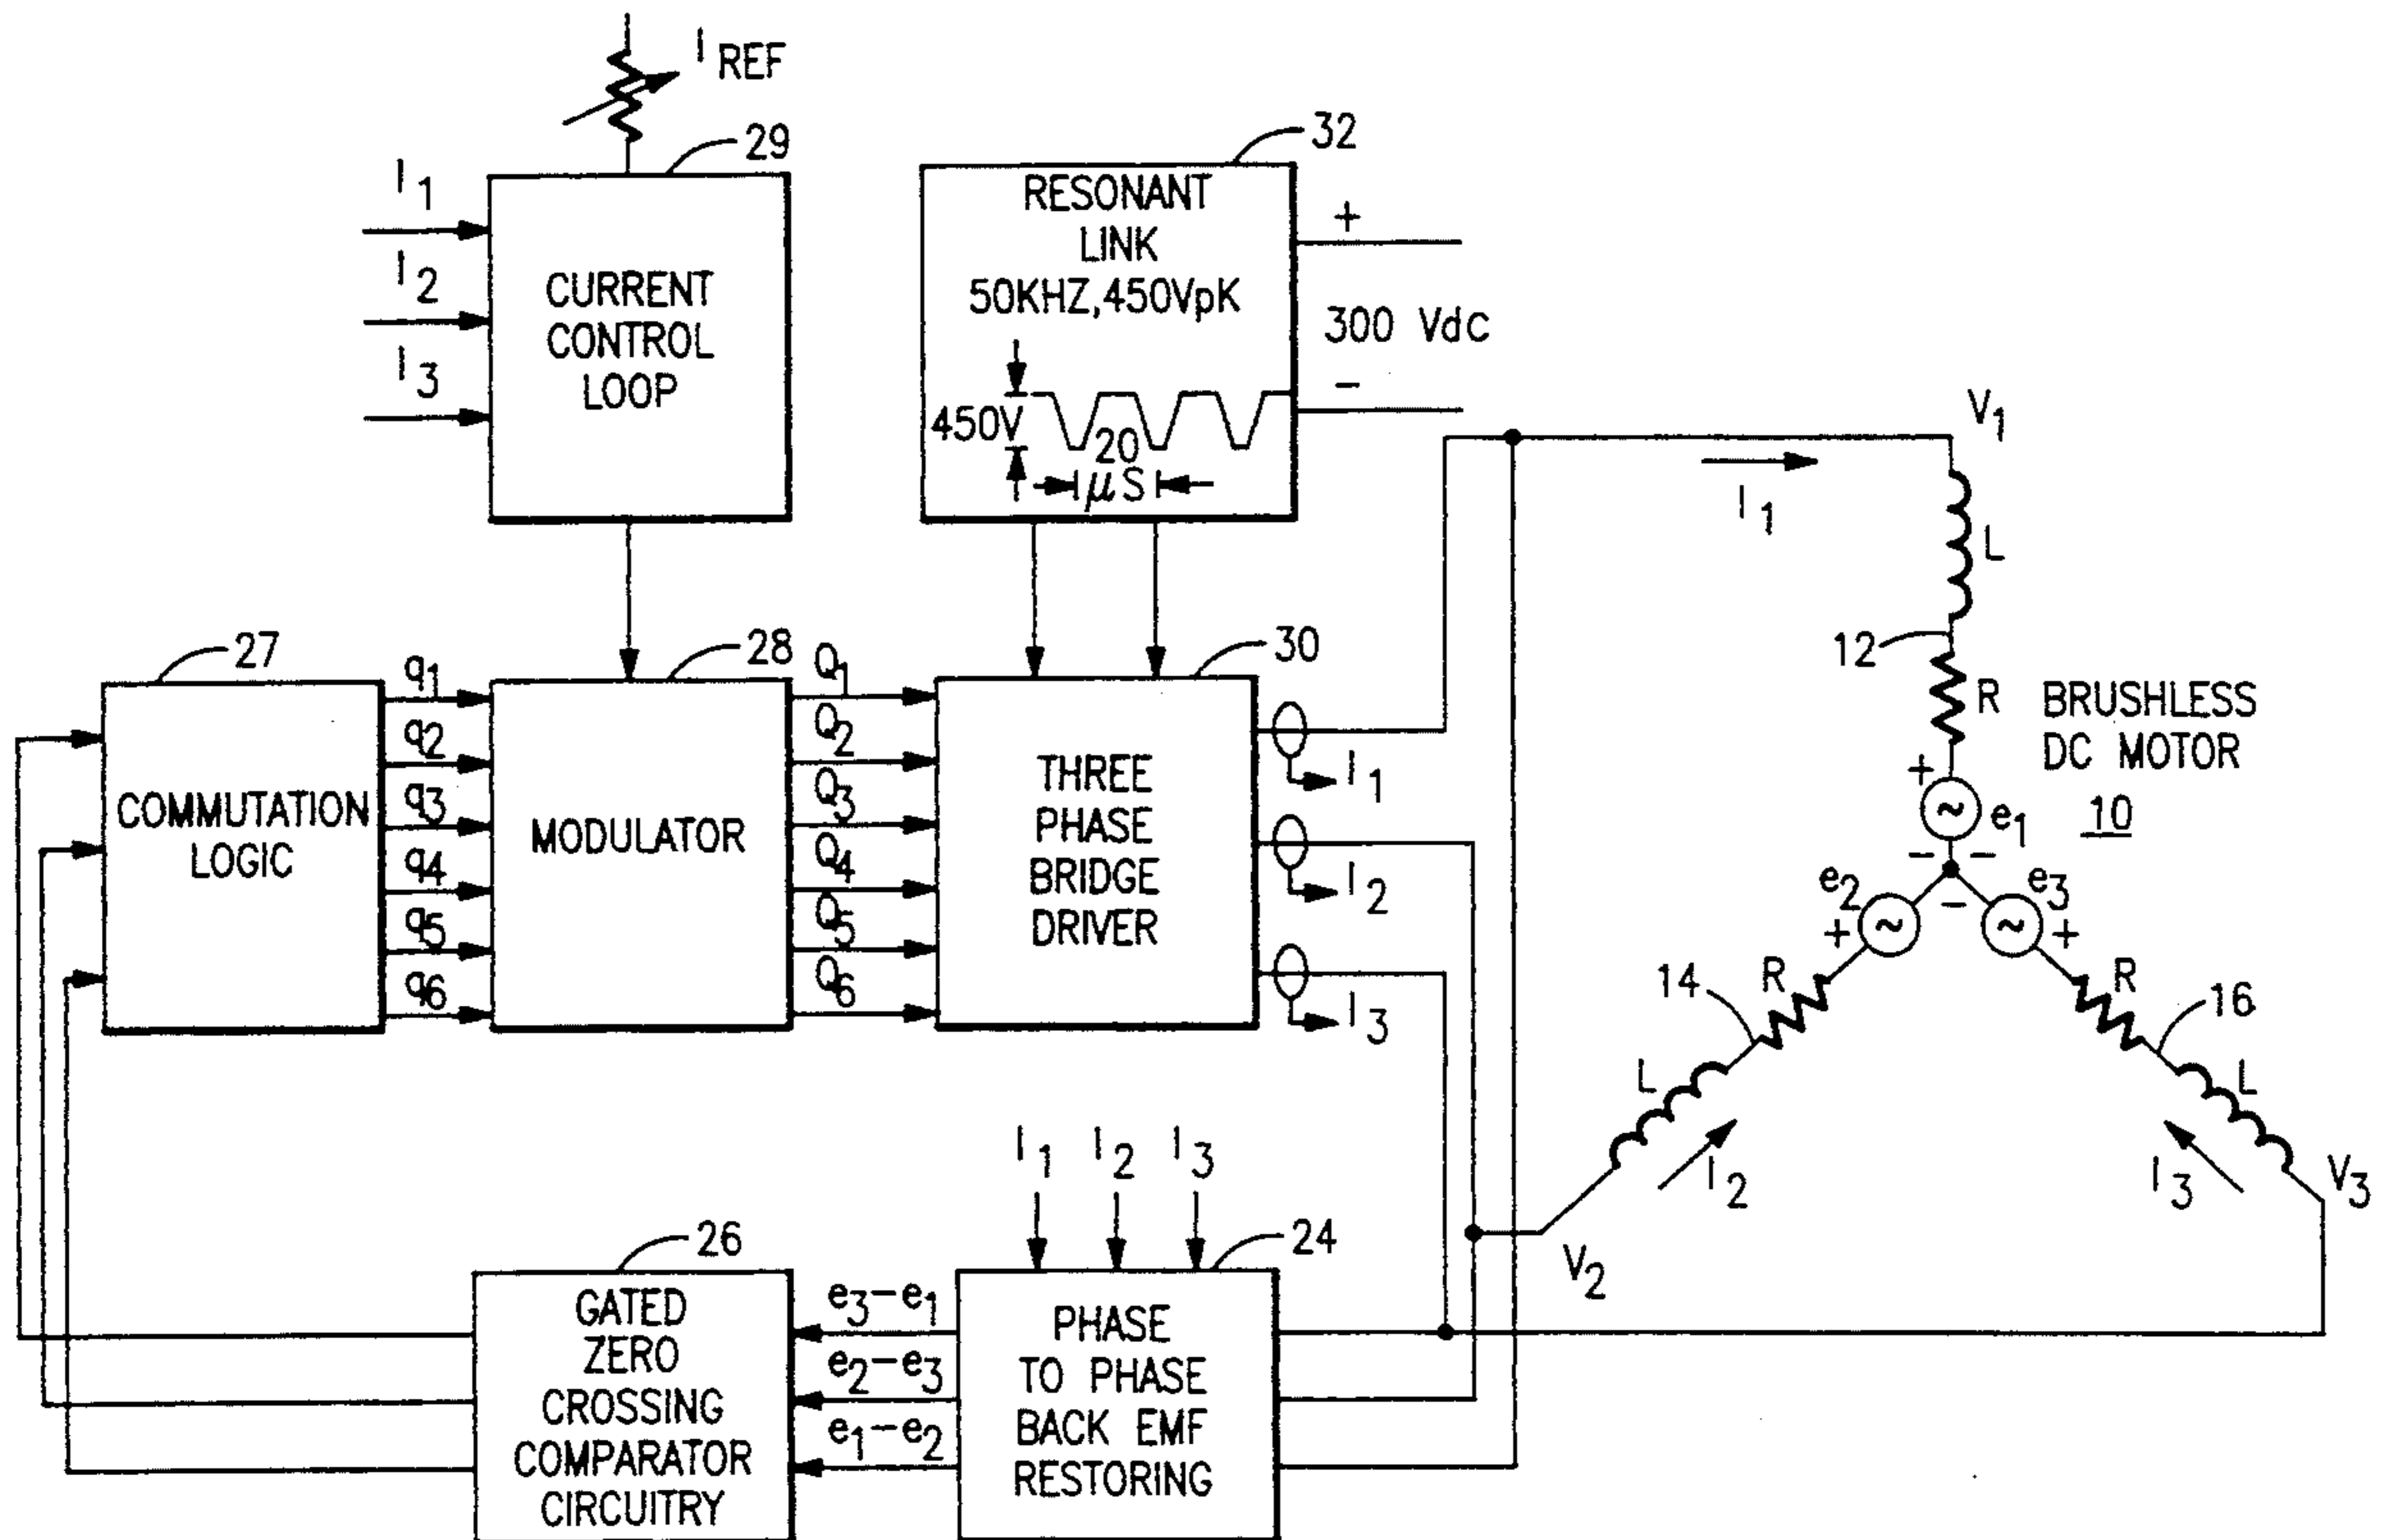 I REF
29
I1
I2
I3
CURRENT
CONTROL
LOOP
32
RESONANT
LINK
50KHZ,450VpK
450V
20
μS
+
300 Vdc
-
V1
I1
L
12
R
BRUSHLESS
DC MOTOR
10
+
e1
-
-
-
e2
+
e3
+
R
14
L
I2
V2
R
16
L
I3
V3
27
COMMUTATION
LOGIC
q1
q2
q3
q4
q5
q6
28
MODULATOR
Q1
Q2
Q3
Q4
Q5
Q6
30
THREE
PHASE
BRIDGE
DRIVER
I1
I2
I3
26
GATED
ZERO
CROSSING
COMPARATOR
CIRCUITRY
e3-e1
e2-e3
e1-e2
I1 I2 I3
24
PHASE
TO PHASE
BACK EMF
RESTORING